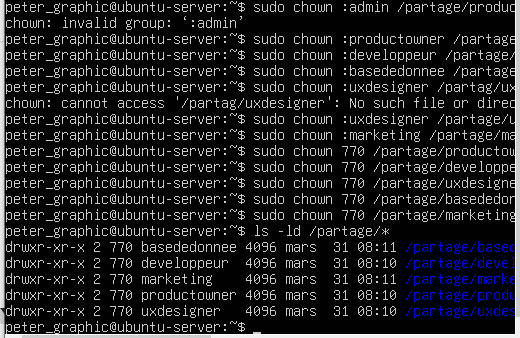 peter_graphic@ubuntu-server:~$ sudo chown :admin /partage/produc
chown: invalid group: ‘:admin’
peter_graphic@ubuntu-server:~$ sudo chown :productowner /partage
peter_graphic@ubuntu-server:~$ sudo chown :developpeur /partage/
peter_graphic@ubuntu-server:~$ sudo chown :basededonnee /partage
peter_graphic@ubuntu-server:~$ sudo chown :uxdesigner /partag/ux
chown: cannot access '/partag/uxdesigner': No such file or direc
peter_graphic@ubuntu-server:~$ sudo chown :uxdesigner /partage/u
peter_graphic@ubuntu-server:~$ sudo chown :marketing /partage/ma
peter_graphic@ubuntu-server:~$ sudo chown 770 /partage/productow
peter_graphic@ubuntu-server:~$ sudo chown 770 /partage/developpe
peter_graphic@ubuntu-server:~$ sudo chown 770 /partage/uxdesigne
peter_graphic@ubuntu-server:~$ sudo chown 770 /partage/basededon
peter_graphic@ubuntu-server:~$ sudo chown 770 /partage/marketing
peter_graphic@ubuntu-server:~$ ls -ld /partage/*
drwxr-xr-x 2 770 basededonnee 4096 mars  31 08:11 /partage/based
drwxr-xr-x 2 770 developpeur  4096 mars  31 08:10 /partage/devel
drwxr-xr-x 2 770 marketing    4096 mars  31 08:11 /partage/marke
drwxr-xr-x 2 770 productowner 4096 mars  31 08:10 /partage/produ
drwxr-xr-x 2 770 uxdesigner   4096 mars  31 08:10 /partage/uxdes
peter_graphic@ubuntu-server:~$ _